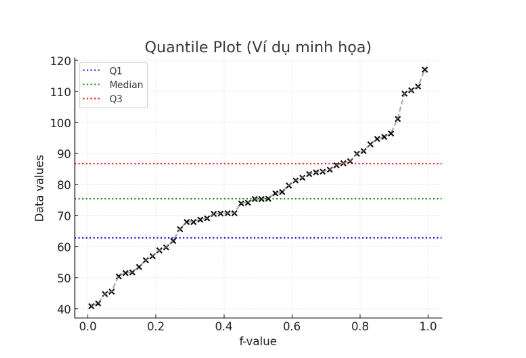 Quantile Plot (Ví dụ minh họa)
120
110
100
90
80
70
60
50
40
Data values
Q1
Median
Q3
0.0 0.2 0.4 0.6 0.8 1.0
f-value